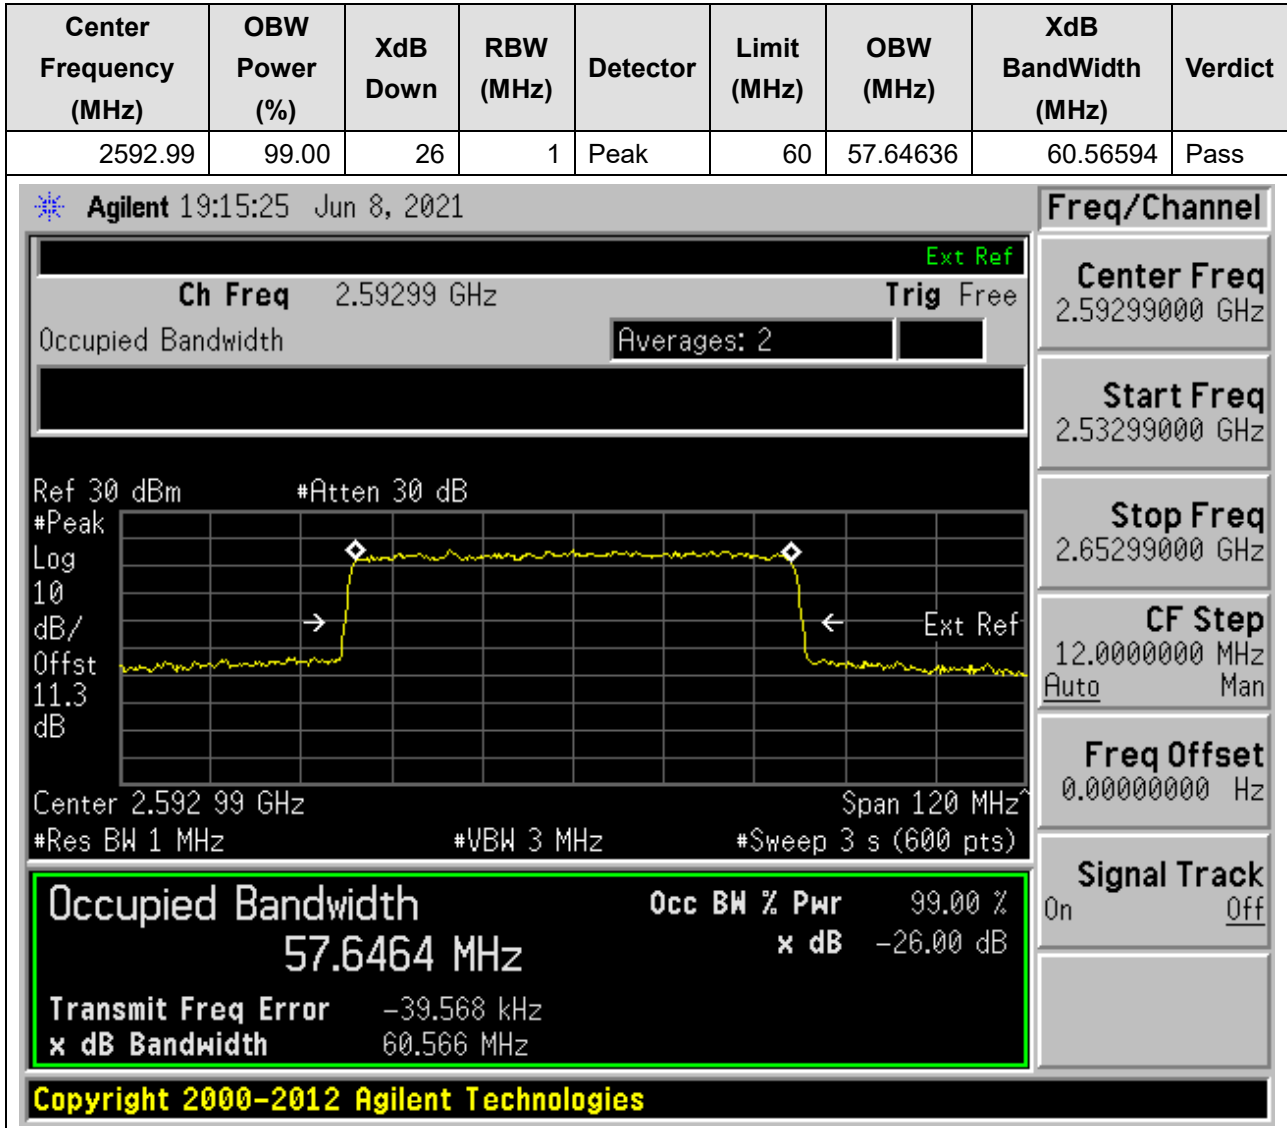 Center Frequency (MHz) OBW Power (%) XdB Down RBW (MHz) Detector Limit (MHz) OBW (MHz) XdB BandWidth (MHz) Verdict
2592.99 99.00 26 1 Peak 60 57.64636 60.56594 Pass
Agilent 19:15:25 Jun 8, 2021
Ext Ref
Ch Freq 2.59299 GHz Trig Free
Occupied Bandwidth Averages: 2
Ref 30 dBm #Atten 30 dB
#Peak
Log
10
dB/
Offst
11.3
dB
Ext Ref
Center 2.592 99 GHz Span 120 MHz^
#Res BW 1 MHz #VBW 3 MHz #Sweep 3 s (600 pts)
Occupied Bandwidth Occ BW % Pwr 99.00 %
57.6464 MHz x dB -26.00 dB
Transmit Freq Error -39.568 kHz
x dB Bandwidth 60.566 MHz
Copyright 2000-2012 Agilent Technologies
Freq/Channel
Center Freq
2.59299000 GHz
Start Freq
2.53299000 GHz
Stop Freq
2.65299000 GHz
CF Step
12.0000000 MHz
Auto Man
Freq Offset
0.00000000 Hz
Signal Track
On Off